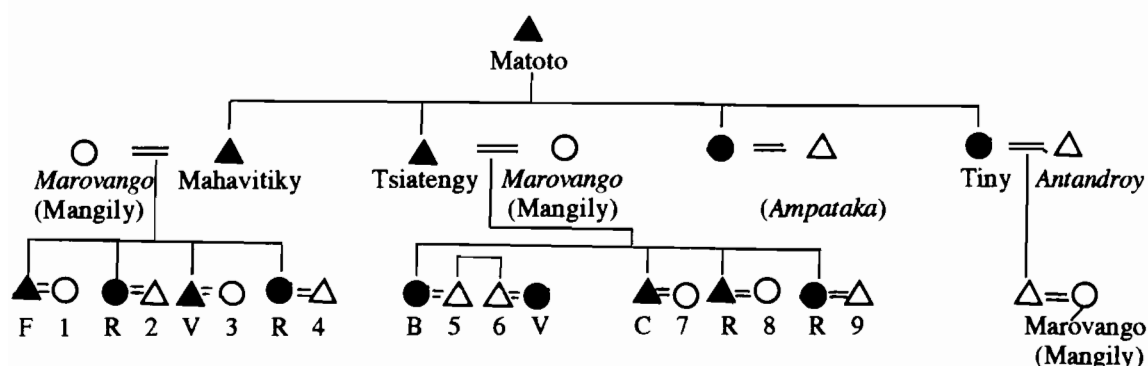 Matoto
Marovango Mahavitiky Tsiatengy Marovango Tiny Antandroy
(Mangily) (Mangily) (Ampataka)
F 1 R 2 V 3 R 4 B 5 6 V C 7 R 8 R 9 Marovango
(Mangily)